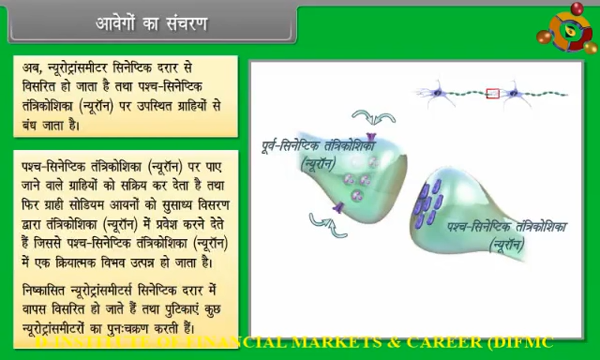 आवेगों का संचरण
अब, न्यूरोट्रांसमीटर सिनेप्टिक दरार से
विसरित हो जाता है तथा पश्च-सिनेप्टिक
तंत्रिकोशिका (न्यूरॉन) पर उपस्थित ग्राहियों से
बंध जाता है।
पश्च-सिनेप्टिक तंत्रिकोशिका (न्यूरॉन) पर पाए
जाने वाले ग्राहियों को सक्रिय कर देता है तथा
फिर ग्राही सोडियम आयनों को सुसाध्य विसरण
द्वारा तंत्रिकोशिका (न्यूरॉन) में प्रवेश करने देते
हैं जिससे पश्च-सिनेप्टिक तंत्रिकोशिका (न्यूरॉन)
में एक क्रियात्मक विभव उत्पन्न हो जाता है।
निष्कासित न्यूरोट्रांसमीटर्स सिनेप्टिक दरार में
वापस विसरित हो जाते हैं तथा पुटिकाएं कुछ
न्यूरोट्रांसमीटरों का पुनःचक्रण करती हैं।
पूर्व-सिनेप्टिक तंत्रिकोशिका
(न्यूरॉन)
पश्च-सिनेप्टिक तंत्रिकोशिका
(न्यूरॉन)
D INSTITUTE OF FINANCIAL MARKETS & CAREER (DIFMC